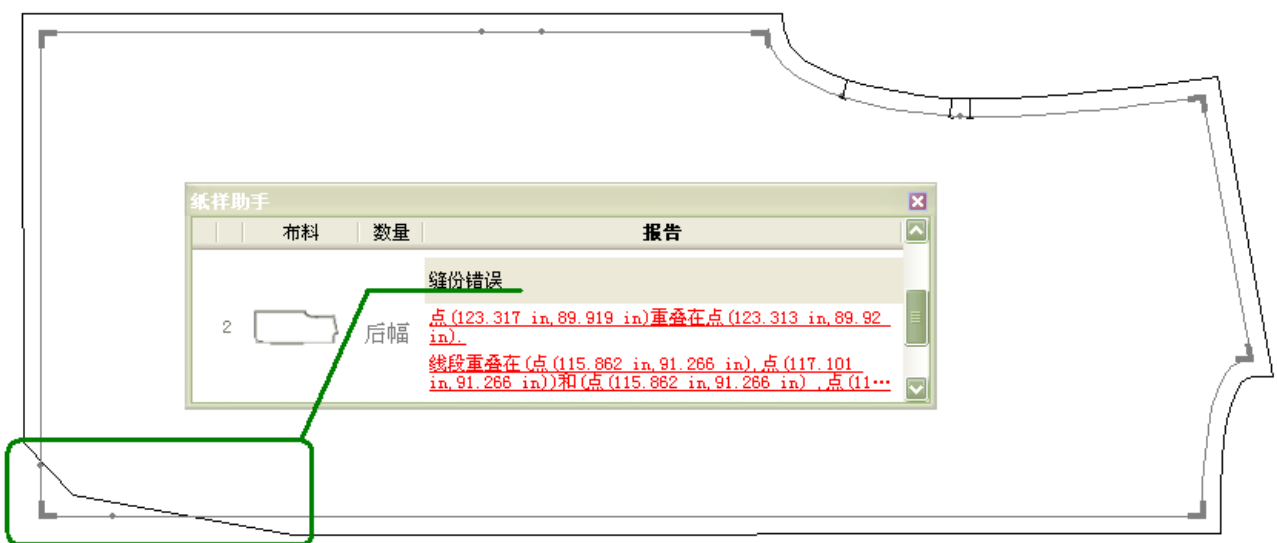 纸样助手
布料 数量 报告
缝份错误
2 后幅
点(123.317 in,89.919 in)重叠在点(123.313 in,89.92
in).
线段重叠在(点(115.862 in,91.266 in),点(117.101
in,91.266 in))和(点(115.862 in,91.266 in) ,点(11…